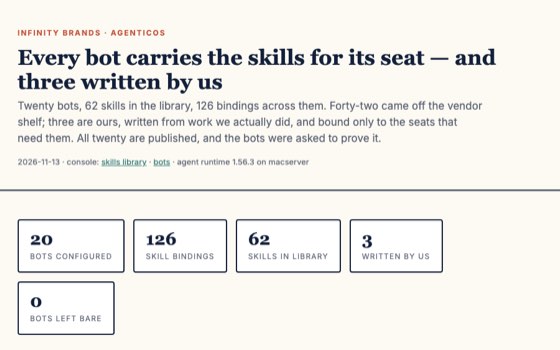 INFINITY BRANDS · AGENTICOS
Every bot carries the skills for its seat — and
three written by us
Twenty bots, 62 skills in the library, 126 bindings across them. Forty-two came off the vendor
shelf; three are ours, written from work we actually did, and bound only to the seats that
need them. All twenty are published, and the bots were asked to prove it.
2026-11-13 · console: skills library · bots · agent runtime 1.56.3 on macserver
20
BOTS CONFIGURED
126
SKILL BINDINGS
62
SKILLS IN LIBRARY
3
WRITTEN BY US
0
BOTS LEFT BARE